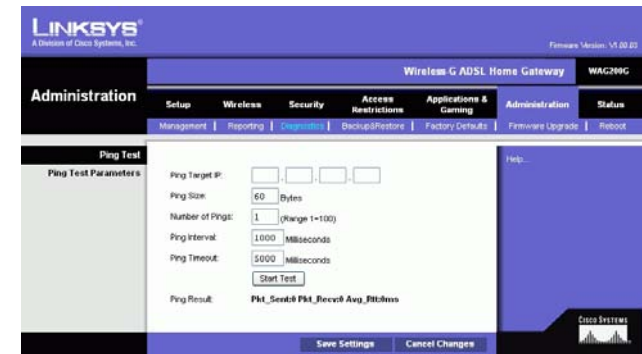 LINKSYS®
A Division of Cisco Systems, Inc.
Firmware Version: V1.00.03
Wireless-G ADSL Home Gateway WAG200G
Administration
Setup Wireless Security Access Restrictions Applications & Gaming Administration Status
Management | Reporting | Diagnostics | Backup&Restore | Factory Defaults | Firmware Upgrade | Reboot
Ping Test
Help...
Ping Test Parameters
Ping Target IP: . . .
Ping Size: 60 Bytes
Number of Pings: 1 (Range 1~100)
Ping Interval: 1000 Milliseconds
Ping Timeout: 5000 Milliseconds
Start Test
Ping Result: Pkt_Sent:0 Pkt_Recv:0 Avg_Rtt:0ms
CISCO SYSTEMS
Save Settings Cancel Changes